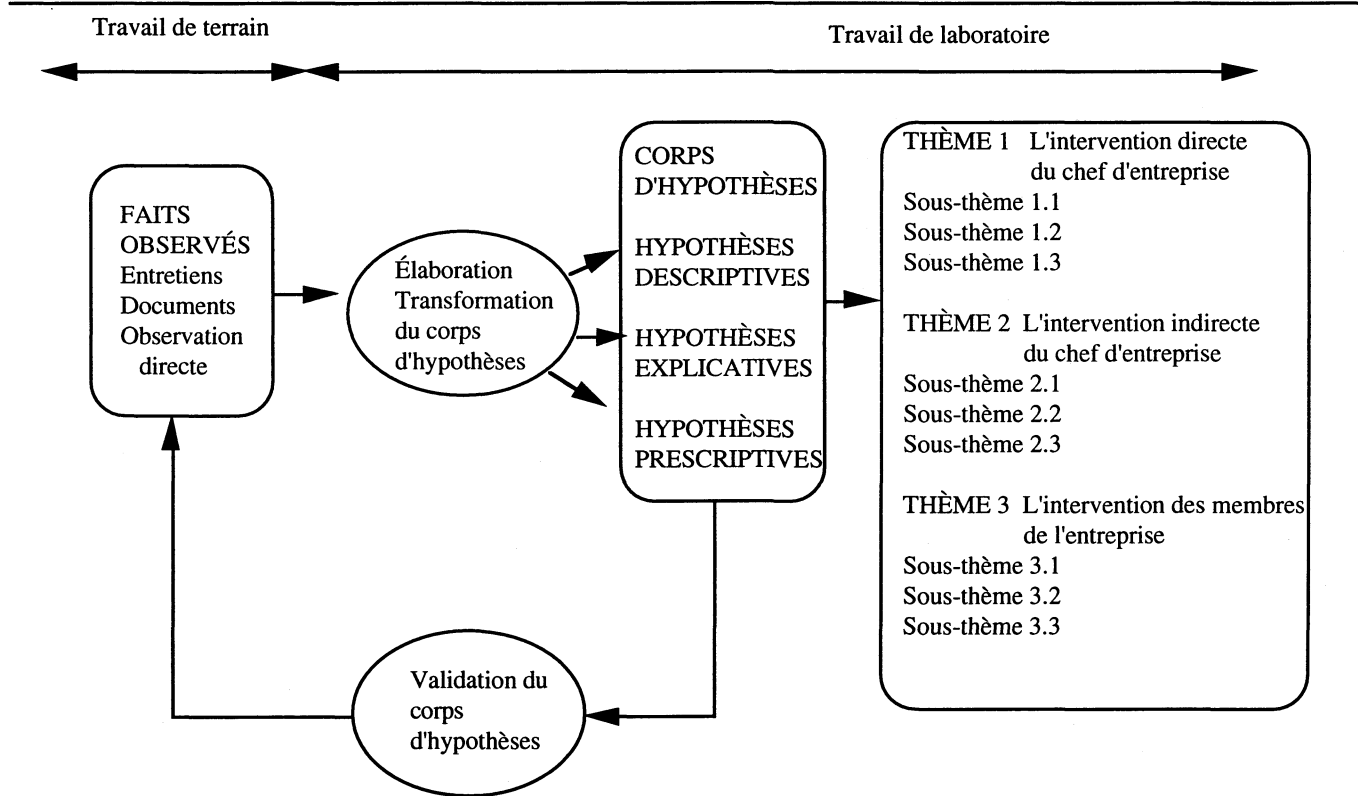 Travail de terrain
Travail de laboratoire
FAITS
OBSERVÉS
Entretiens
Documents
Observation
directe
Élaboration
Transformation
du corps
d'hypothèses
CORPS
D'HYPOTHÈSES
HYPOTHÈSES
DESCRIPTIVES
HYPOTHÈSES
EXPLICATIVES
HYPOTHÈSES
PRESCRIPTIVES
THÈME 1 L'intervention directe
du chef d'entreprise
Sous-thème 1.1
Sous-thème 1.2
Sous-thème 1.3
THÈME 2 L'intervention indirecte
du chef d'entreprise
Sous-thème 2.1
Sous-thème 2.2
Sous-thème 2.3
THÈME 3 L'intervention des membres
de l'entreprise
Sous-thème 3.1
Sous-thème 3.2
Sous-thème 3.3
Validation du
corps
d'hypothèses